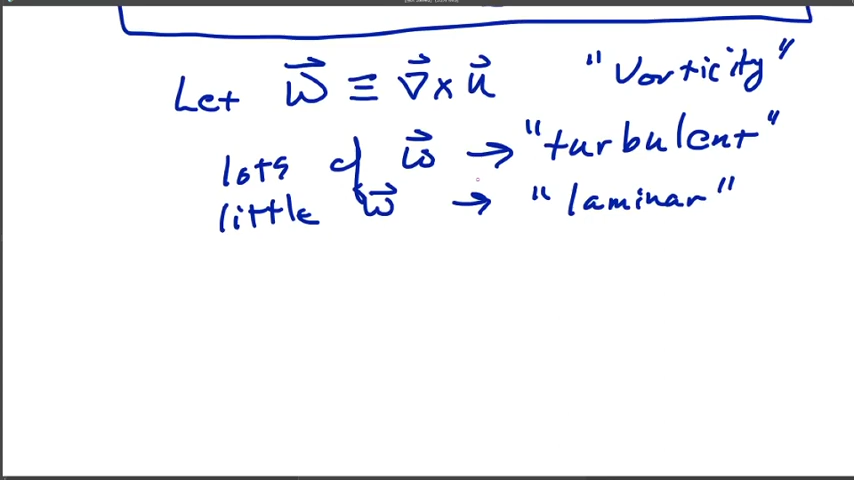 Let ω⃗ ≡ ∇⃗ × u⃗ "Vorticity"
lots of ω⃗ → "turbulent"
little ω⃗ → "laminar"